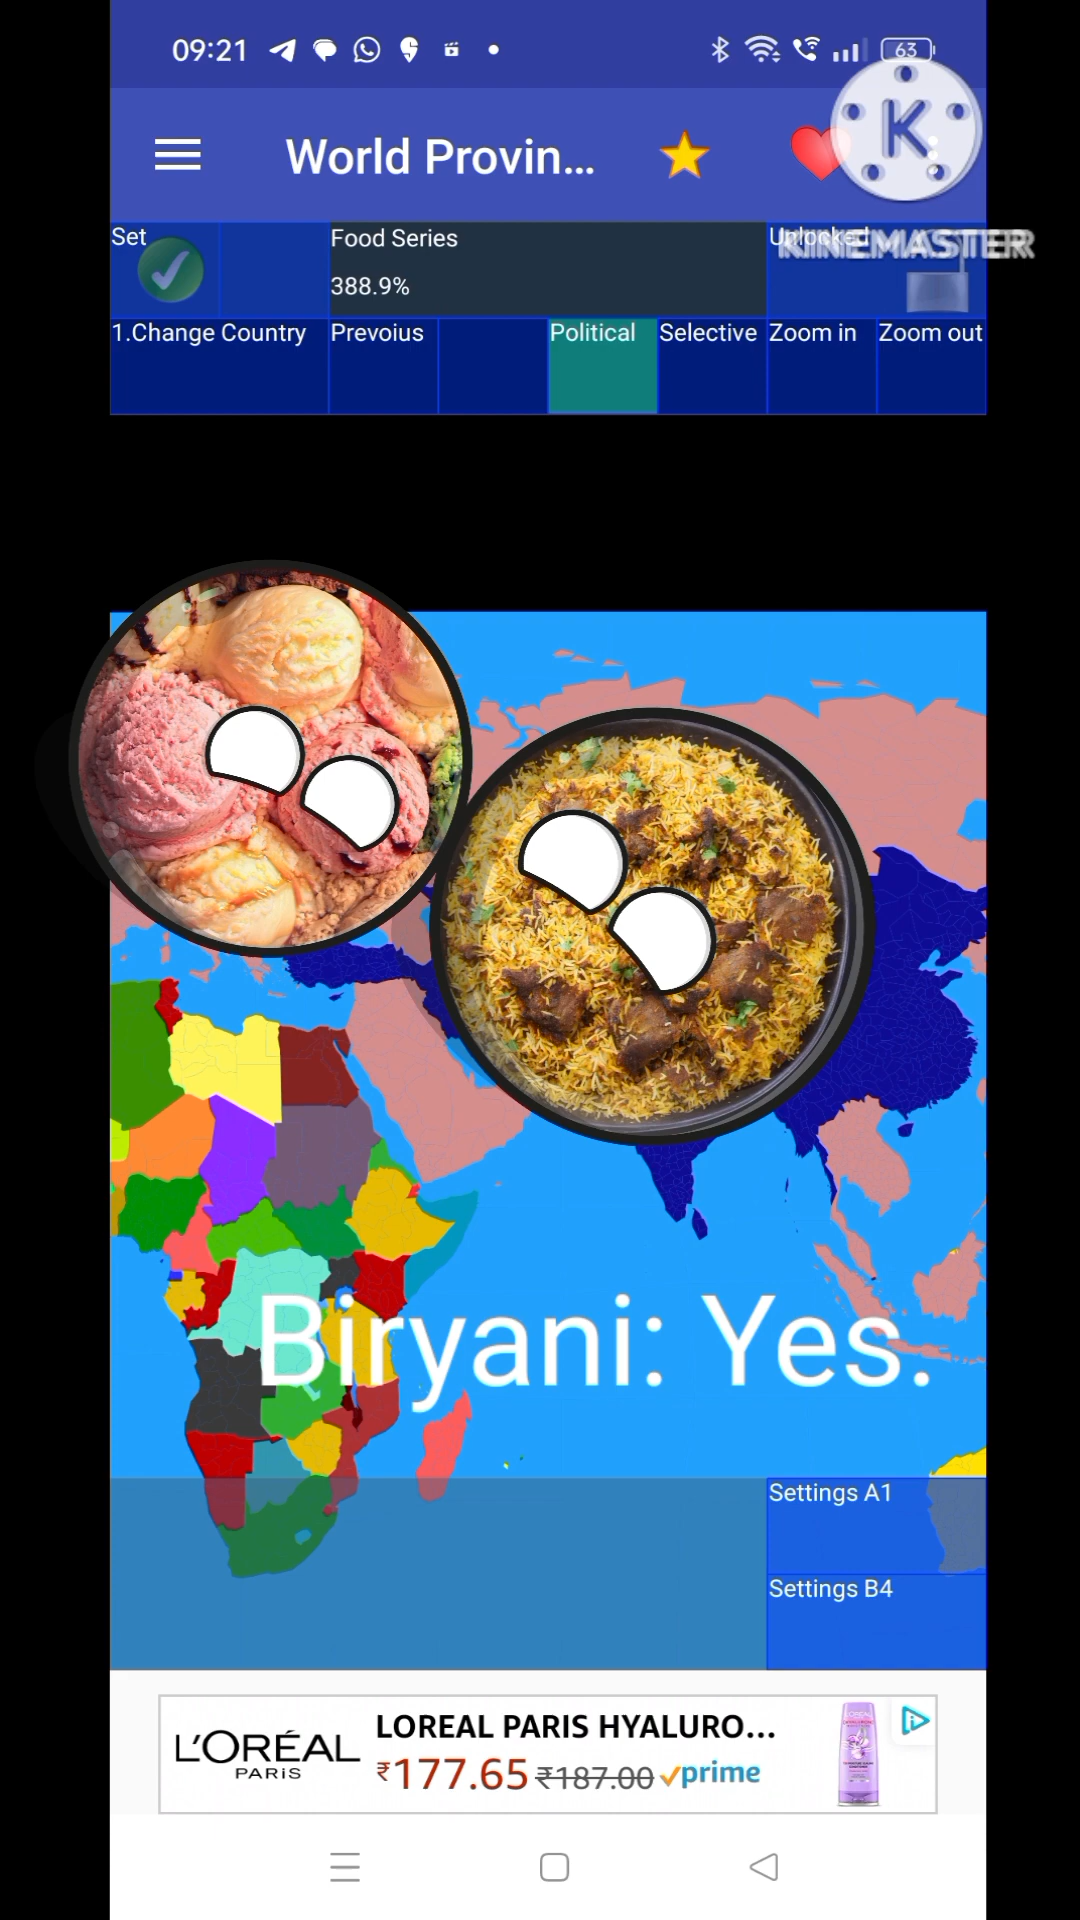 09:21
63
World Provin...
K
KINEMASTER
Set
Food Series
Unlocked
388.9%
1.Change Country
Prevoius
Political
Selective
Zoom in
Zoom out
Biryani: Yes.
Settings A1
Settings B4
L'ORÉAL
PARIS
LOREAL PARIS HYALURO...
₹177.65 ₹187.00 prime